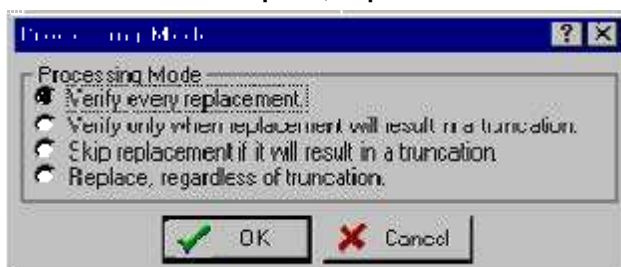 Processing Mode
Processing Mode
Verify every replacement.
Verify only when replacement will result in a truncation.
Skip replacement if it will result in a truncation.
Replace, regardless of truncation.
OK
Cancel